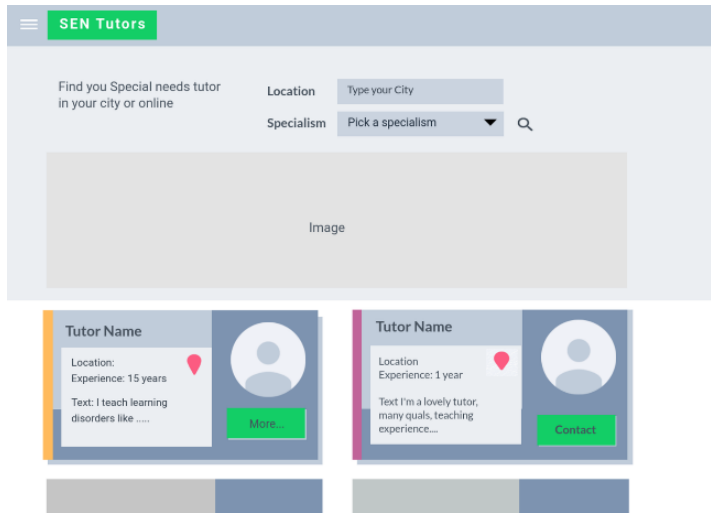 SEN Tutors
Find you Special needs tutor
in your city or online
Location
Type your City
Specialism
Pick a specialism
Image
Tutor Name
Location:
Experience: 15 years
Text: I teach learning
disorders like .....
More...
Tutor Name
Location
Experience: 1 year
Text I'm a lovely tutor,
many quals, teaching
experience....
Contact